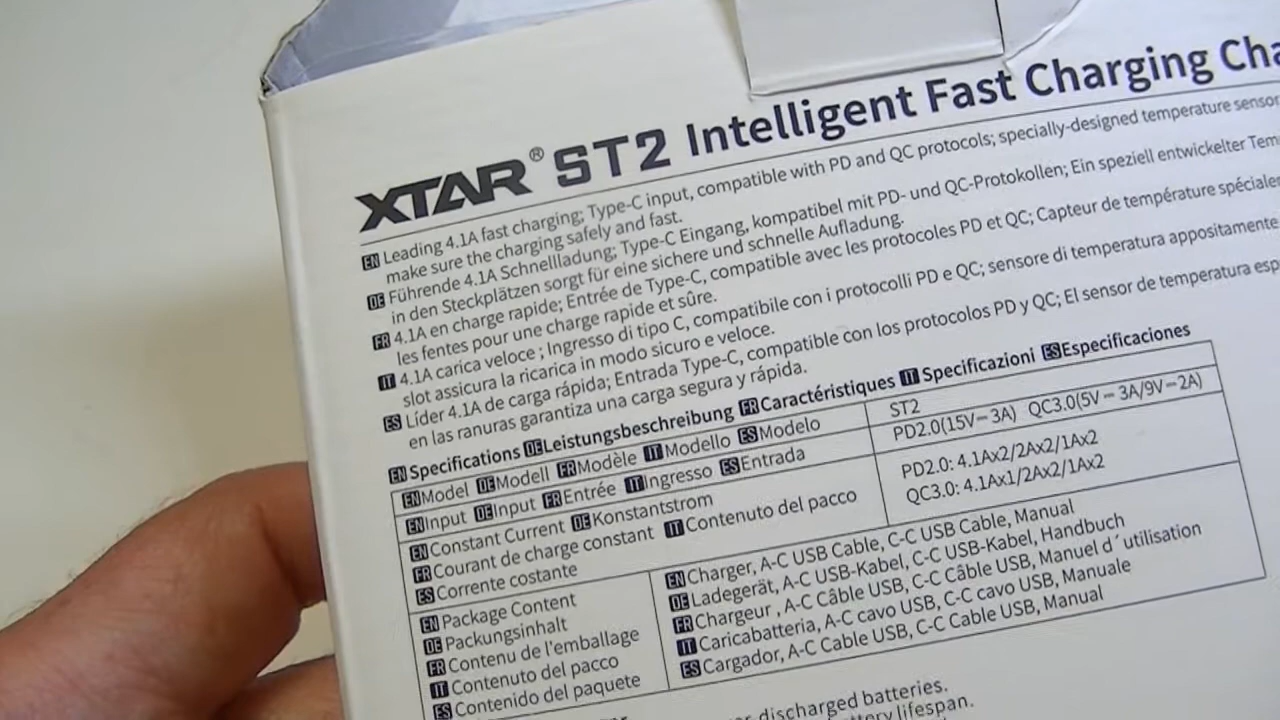 XTAR® ST2 Intelligent Fast Charging
EN Leading 4.1A fast charging; Type-C input, compatible with PD and QC protocols; specially-designed temperature sensor
make sure the charging safely and fast.
DE Führende 4.1A Schnellladung; Type-C Eingang, kompatibel mit PD- und QC-Protokollen; Ein speziell entwickelter
in den Steckplätzen sorgt für eine sichere und schnelle Aufladung.
FR 4.1A en charge rapide; Entrée de Type-C, compatible avec les protocoles PD et QC; Capteur de température
les fentes pour une charge rapide et sûre.
IT 4.1A carica veloce ; Ingresso di tipo C, compatibile con i protocolli PD e QC; sensore di temperatura appositamente
slot assicura la ricarica in modo sicuro e veloce.
ES Líder 4.1A de carga rápida; Entrada Type-C, compatible con los protocolos PD y QC; El sensor de temperatura
en las ranuras garantiza una carga segura y rápida.
EN Specifications DE Leistungsbeschreibung FR Caractéristiques IT Specificazioni ES Especificaciones
EN Model DE Modell FR Modèle IT Modello ES Modelo ST2
EN Input DE Input FR Entrée IT Ingresso ES Entrada PD2.0(15V⎓3A) QC3.0(5V⎓3A/9V⎓2A)
EN Constant Current DE Konstantstrom
FR Courant de charge constant IT Contenuto del pacco
ES Corrente costante
PD2.0: 4.1Ax2/2Ax2/1Ax2
QC3.0: 4.1Ax1/2Ax2/1Ax2
EN Package Content
DE Packungsinhalt
FR Contenu de l'emballage
IT Contenuto del pacco
ES Contenido del paquete
EN Charger, A-C USB Cable, C-C USB Cable, Manual
DE Ladegerät, A-C USB-Kabel, C-C USB-Kabel, Handbuch
FR Chargeur , A-C Câble USB, C-C Câble USB, Manuel d´utilisation
IT Caricabatteria, A-C cavo USB, C-C cavo USB, Manuale
ES Cargador, A-C Cable USB, C-C Cable USB, Manual
discharged batteries.
lifespan.